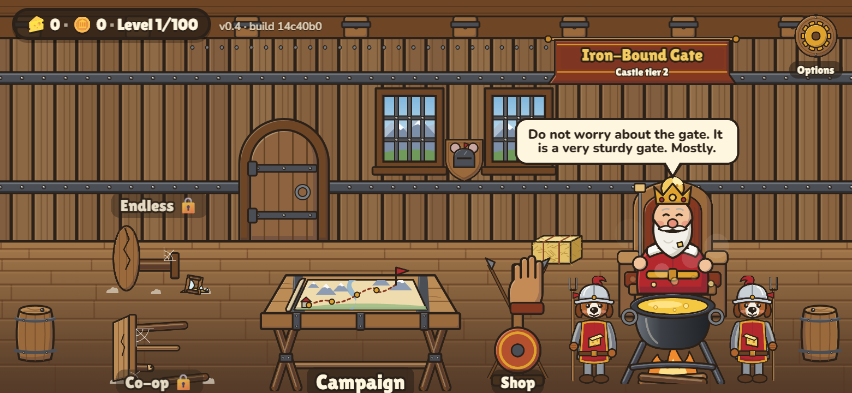 0 · 0 · Level 1/100
v0.4 · build 14c40b0
Iron-Bound Gate
Castle tier 2
Options
Do not worry about the gate. It
is a very sturdy gate. Mostly.
Endless
Co-op
Campaign
Shop